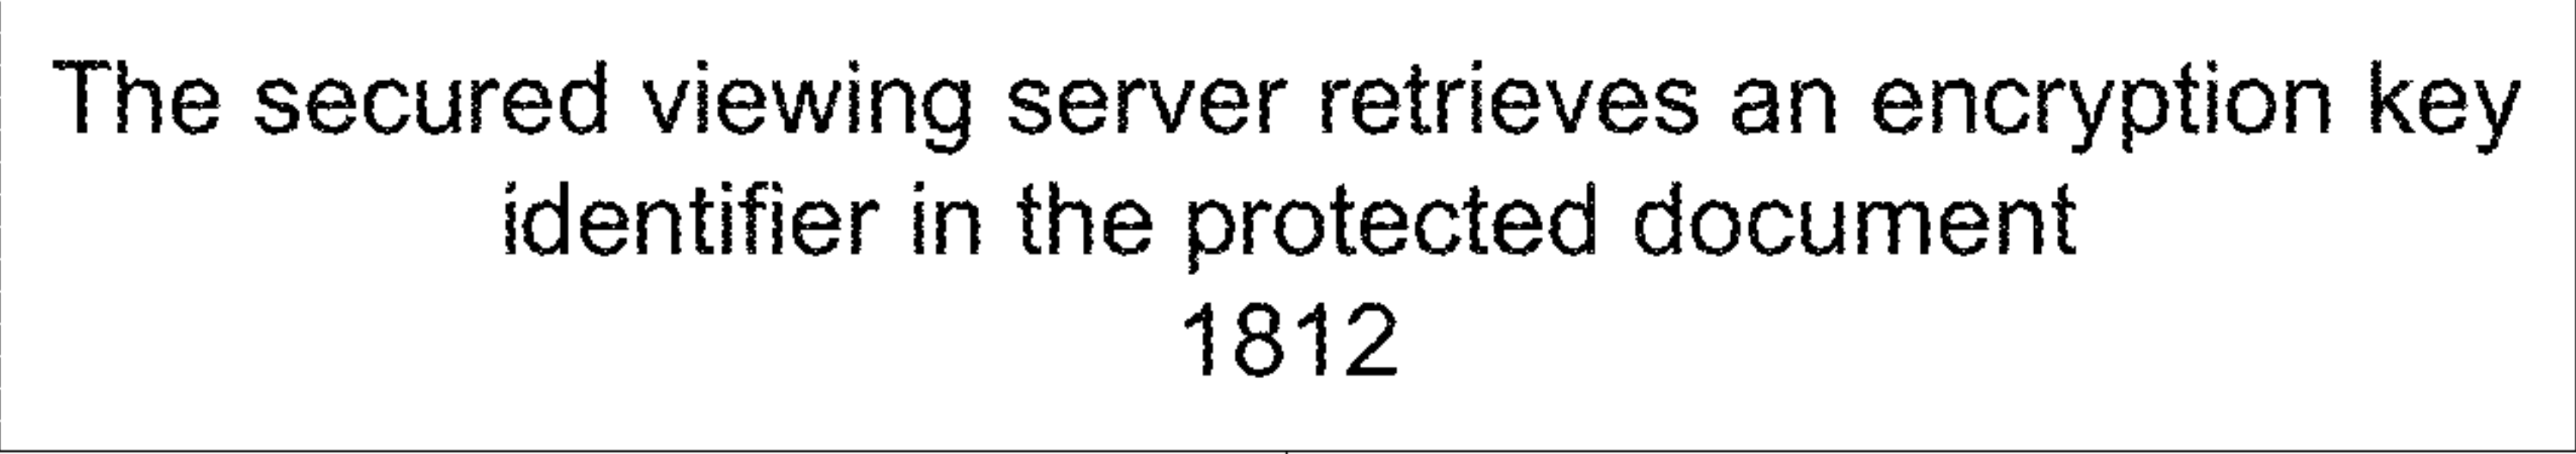 The secured viewing server retrieves an encryption key
identifier in the protected document
1812